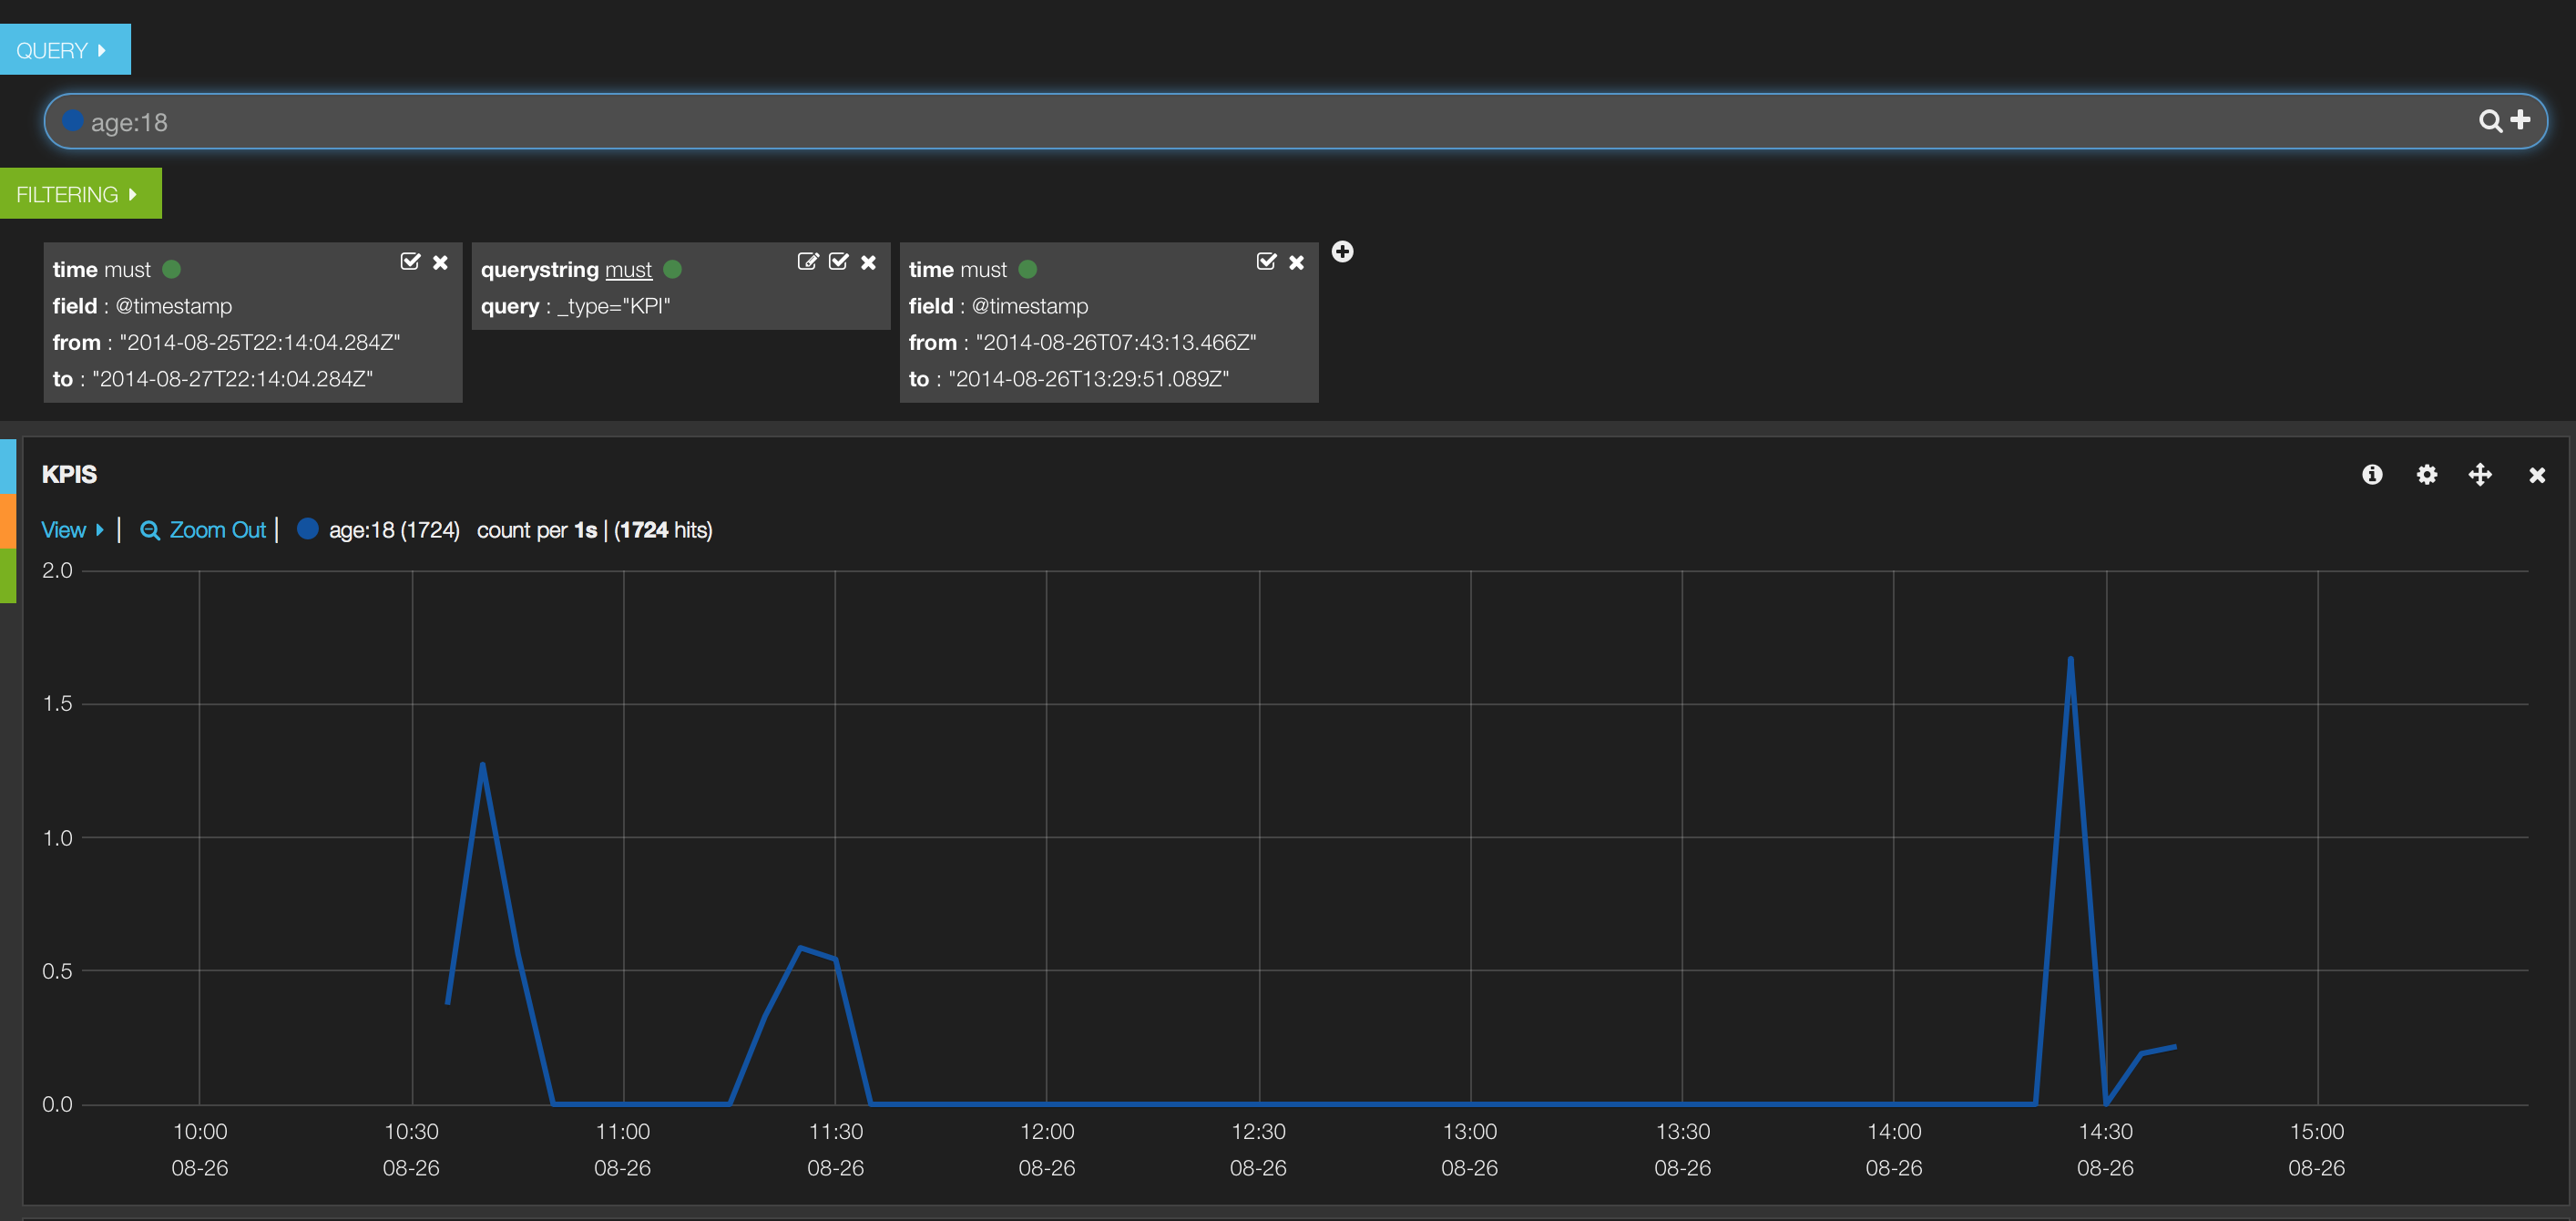 QUERY
age:18
FILTERING
time must
field : @timestamp
from : "2014-08-25T22:14:04.284Z"
to : "2014-08-27T22:14:04.284Z"
querystring must
query : _type="KPI"
time must
field : @timestamp
from : "2014-08-26T07:43:13.466Z"
to : "2014-08-26T13:29:51.089Z"
KPIS
View | Zoom Out | age:18 (1724) count per 1s | (1724 hits)
2.0
1.5
1.0
0.5
0.0
10:00 10:30 11:00 11:30 12:00 12:30 13:00 13:30 14:00 14:30 15:00
08-26 08-26 08-26 08-26 08-26 08-26 08-26 08-26 08-26 08-26 08-26